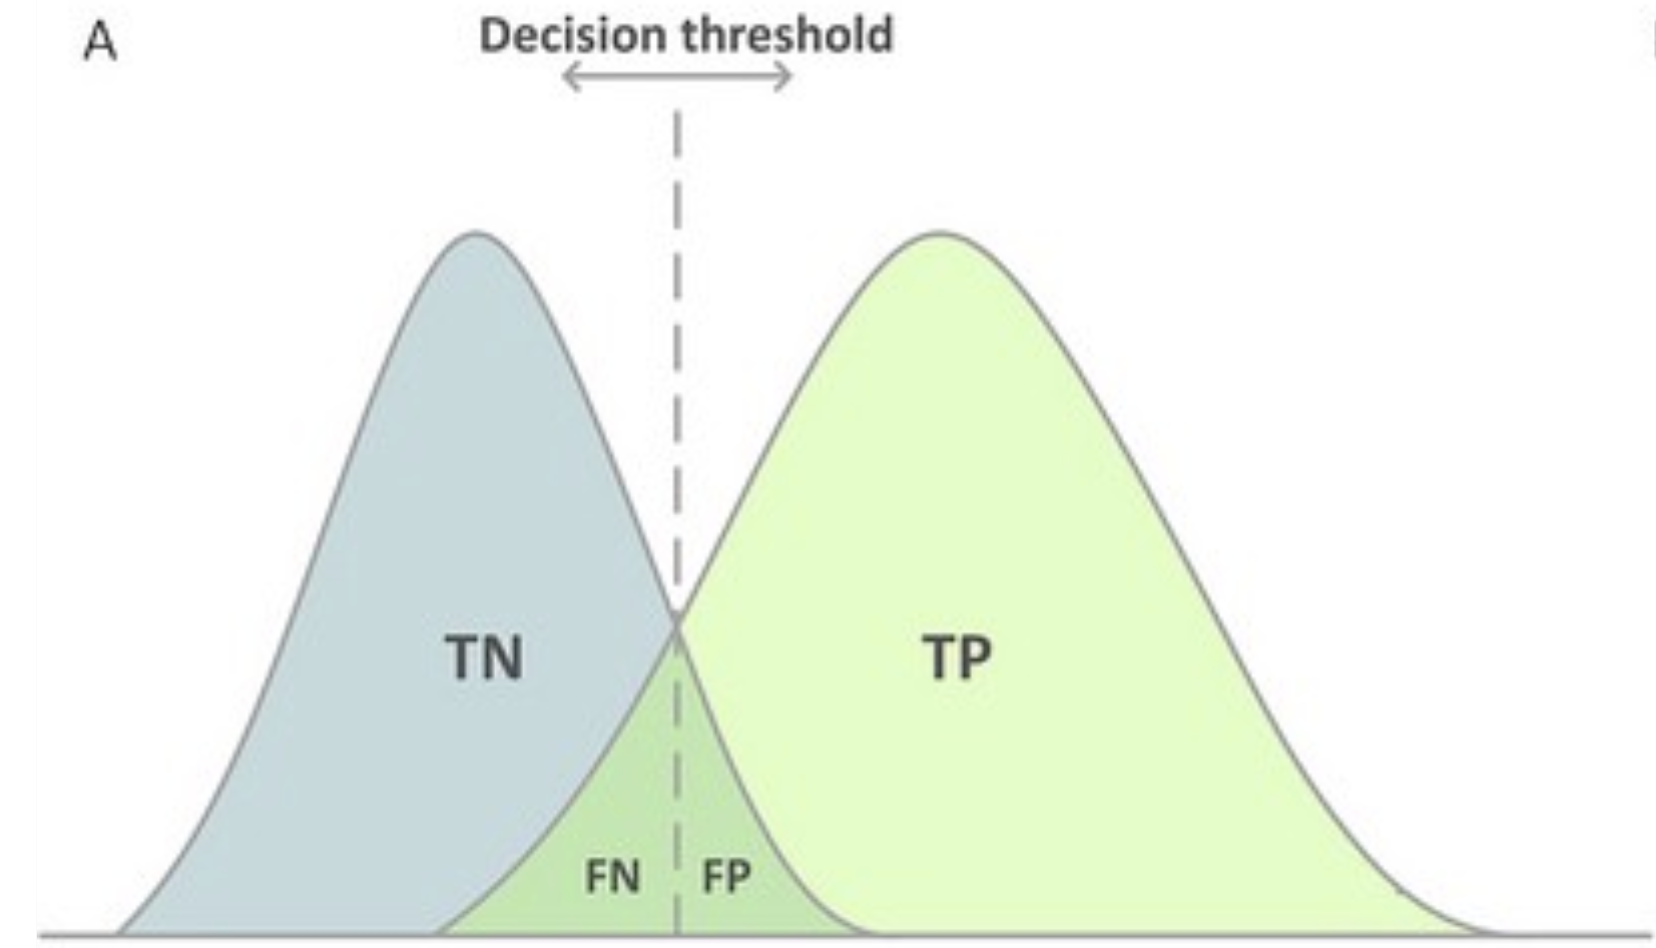 A
Decision threshold
TN
TP
FN
FP